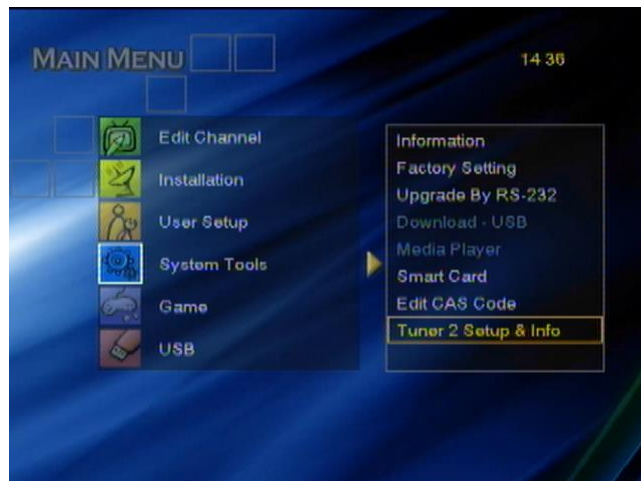 MAIN MENU
14 36
Edit Channel
Installation
User Setup
System Tools
Game
USB
Information
Factory Setting
Upgrade By RS-232
Download - USB
Media Player
Smart Card
Edit CAS Code
Tuner 2 Setup & Info